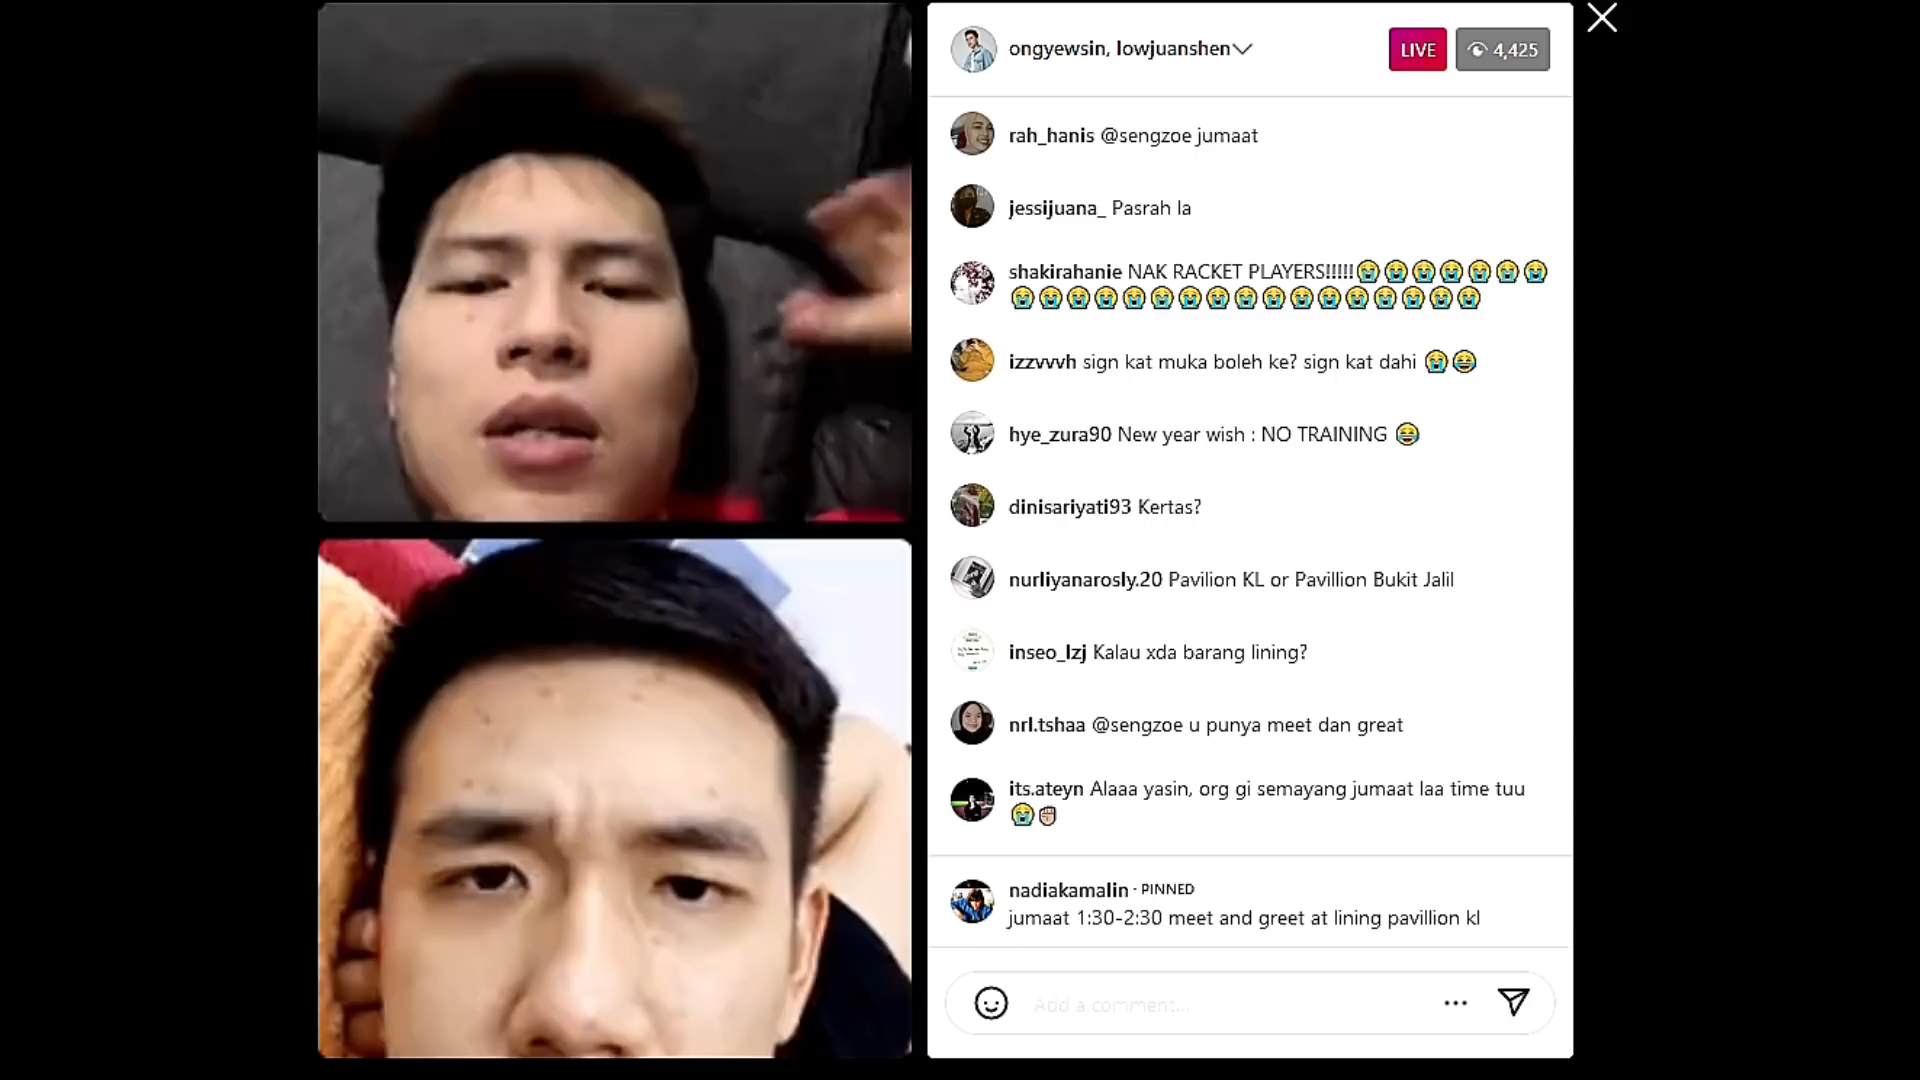 ongyewsin, lowjuanshen
LIVE
4,425
rah_hanis @sengzoe jumaat
jessijuana_ Pasrah la
shakirahanie NAK RACKET PLAYERS!!!!!😭😭😭😭😭😭😭
😭😭😭😭😭😭😭😭😭😭😭😭😭😭😭😭😭
izzvvvh sign kat muka boleh ke? sign kat dahi 😭😂
hye_zura90 New year wish : NO TRAINING 😂
dinisariyati93 Kertas?
nurliyanarosly.20 Pavilion KL or Pavillion Bukit Jalil
inseo_lzj Kalau xda barang lining?
nrl.tshaa @sengzoe u punya meet dan great
its.ateyn Alaaa yasin, org gi semayang jumaat laa time tuu
😭✊🏻
nadiakamalin · PINNED
jumaat 1:30-2:30 meet and greet at lining pavillion kl
Add a comment...